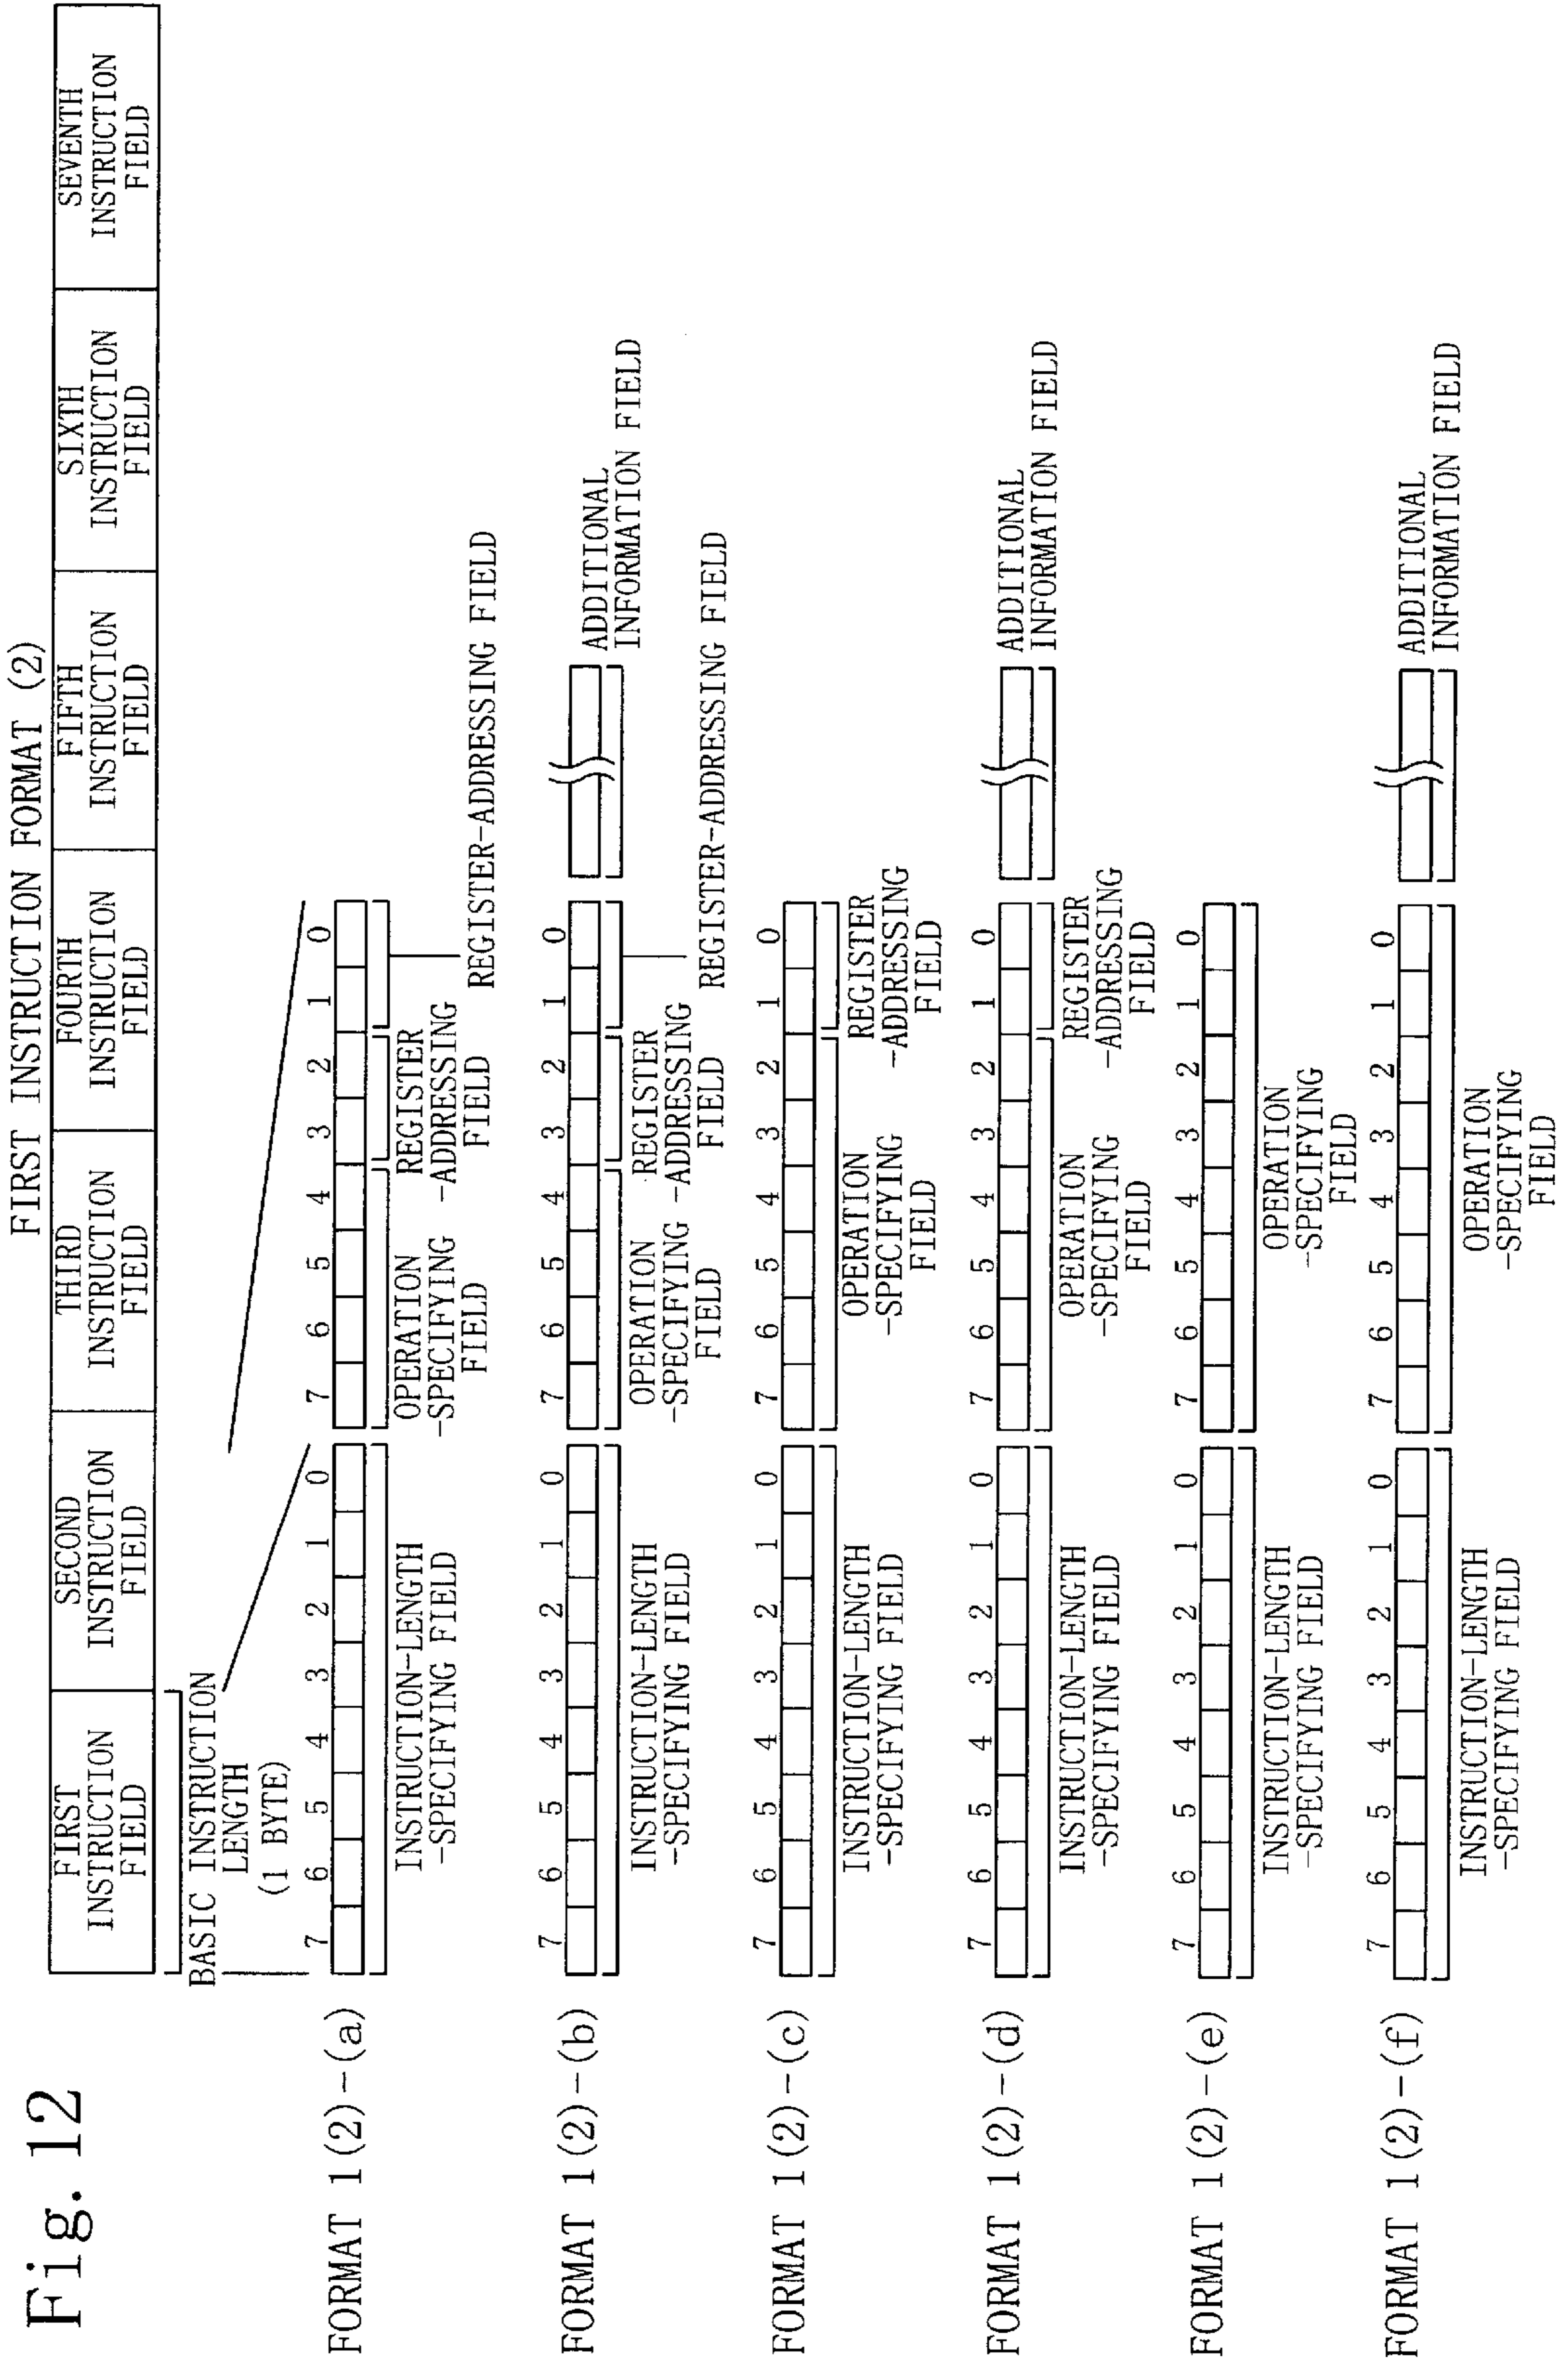 Fig. 12
FIRST INSTRUCTION FORMAT (2)
FIRST INSTRUCTION FIELD
SECOND INSTRUCTION FIELD
THIRD INSTRUCTION FIELD
FOURTH INSTRUCTION FIELD
FIFTH INSTRUCTION FIELD
SIXTH INSTRUCTION FIELD
SEVENTH INSTRUCTION FIELD
BASIC INSTRUCTION
LENGTH
(1 BYTE)
FORMAT 1(2)-(a)
7 6 5 4 3 2 1 0 7 6 5 4 3 2 1 0
INSTRUCTION-LENGTH
-SPECIFYING FIELD
OPERATION
-SPECIFYING
FIELD
REGISTER
-ADDRESSING
FIELD
REGISTER-ADDRESSING FIELD
FORMAT 1(2)-(b)
7 6 5 4 3 2 1 0 7 6 5 4 3 2 1 0
ADDITIONAL
INFORMATION FIELD
INSTRUCTION-LENGTH
-SPECIFYING FIELD
OPERATION
-SPECIFYING
FIELD
REGISTER
-ADDRESSING
FIELD
REGISTER-ADDRESSING FIELD
FORMAT 1(2)-(c)
7 6 5 4 3 2 1 0 7 6 5 4 3 2 1 0
INSTRUCTION-LENGTH
-SPECIFYING FIELD
OPERATION
-SPECIFYING
FIELD
REGISTER
-ADDRESSING
FIELD
FORMAT 1(2)-(d)
7 6 5 4 3 2 1 0 7 6 5 4 3 2 1 0
ADDITIONAL
INFORMATION FIELD
INSTRUCTION-LENGTH
-SPECIFYING FIELD
OPERATION
-SPECIFYING
FIELD
REGISTER
-ADDRESSING
FIELD
FORMAT 1(2)-(e)
7 6 5 4 3 2 1 0 7 6 5 4 3 2 1 0
INSTRUCTION-LENGTH
-SPECIFYING FIELD
OPERATION
-SPECIFYING
FIELD
FORMAT 1(2)-(f)
7 6 5 4 3 2 1 0 7 6 5 4 3 2 1 0
ADDITIONAL
INFORMATION FIELD
INSTRUCTION-LENGTH
-SPECIFYING FIELD
OPERATION
-SPECIFYING
FIELD